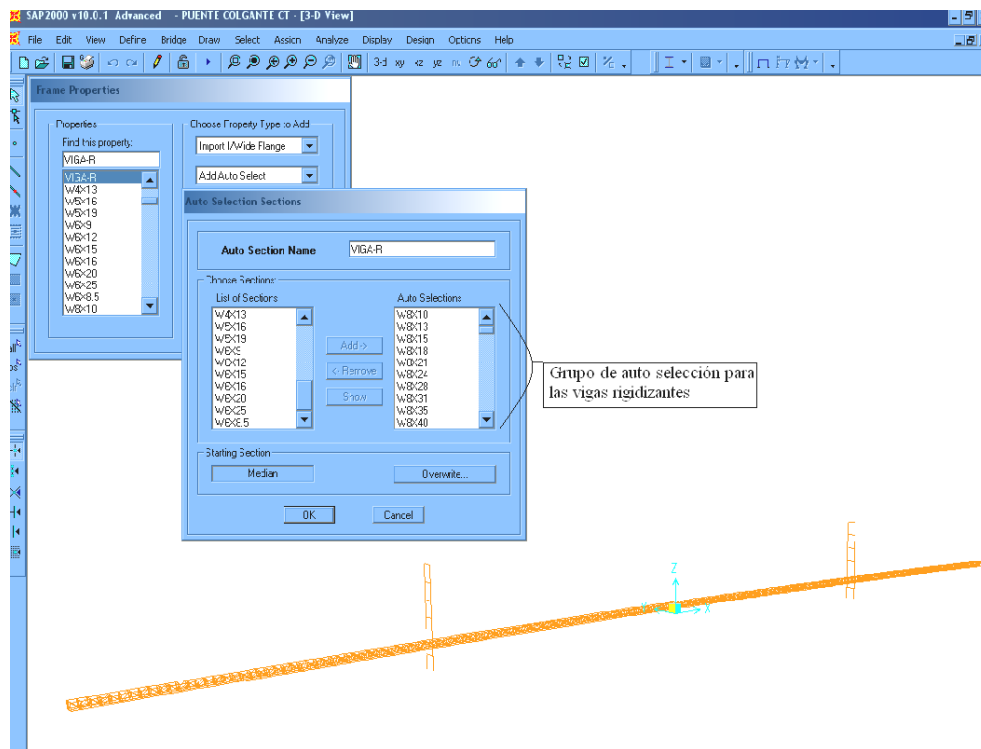 SAP2000 v10.0.1 Advanced - PUENTE COLGANTE CT - [3-D View]
File Edit View Define Bridge Draw Select Assign Analyze Display Design Options Help
3-d xy xz yz nv
Frame Properties
Properties
Find this property:
VIGA-R
VIGA-R
W4X13
W5X16
W5X19
W6X9
W6X12
W6X15
W6X16
W6X20
W6X25
W6X8.5
W8X10
Choose Property Type to Add
Import I/Wide Flange
Add Auto Select
Auto Selection Sections
Auto Section Name
VIGA-R
Choose Sections
List of Sections
W4X13
W5X16
W5X19
W6X9
W6X12
W6X15
W6X16
W6X20
W6X25
W6X8.5
Add ->
<- Remove
Show
Auto Selections
W8X10
W8X13
W8X15
W8X18
W8X21
W8X24
W8X28
W8X31
W8X35
W8X40
Starting Section
Median
Overwrite...
OK
Cancel
Grupo de auto selección para
las vigas rigidizantes
Z
X